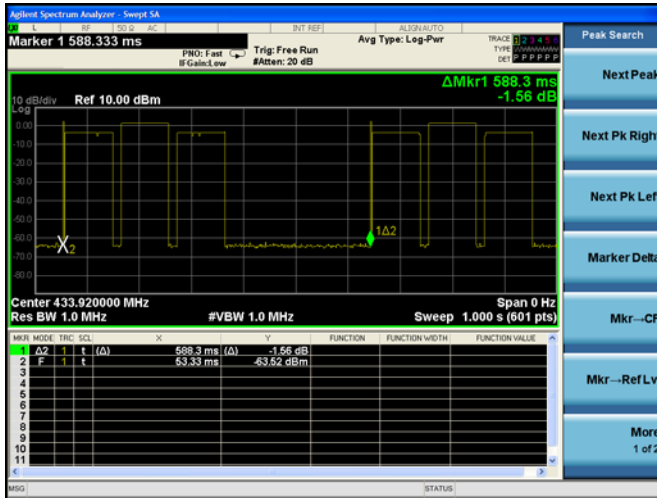 Agilent Spectrum Analyzer - Swept SA
L RF 50 Ω AC INT REF ALIGN AUTO
Marker 1 588.333 ms
PNO: Fast
IFGain:Low
Trig: Free Run
#Atten: 20 dB
Avg Type: Log-Pwr
TRACE 1 2 3 4 5 6
TYPE
DET P P P P P P
ΔMkr1 588.3 ms
-1.56 dB
10 dB/div
Log
Ref 10.00 dBm
0.00
-10.0
-20.0
-30.0
-40.0
-50.0
-60.0
-70.0
-80.0
X2
1Δ2
Center 433.920000 MHz
Span 0 Hz
Res BW 1.0 MHz
#VBW 1.0 MHz
Sweep 1.000 s (601 pts)
MKR MODE TRC SCL X Y FUNCTION FUNCTION WIDTH FUNCTION VALUE
1 Δ2 1 t (Δ) 588.3 ms (Δ) -1.56 dB
2 F 1 t 53.33 ms -63.52 dBm
3
4
5
6
7
8
9
10
11
MSG
STATUS
Peak Search
Next Peak
Next Pk Right
Next Pk Left
Marker Delta
Mkr→CF
Mkr→Ref Lv
More
1 of 2